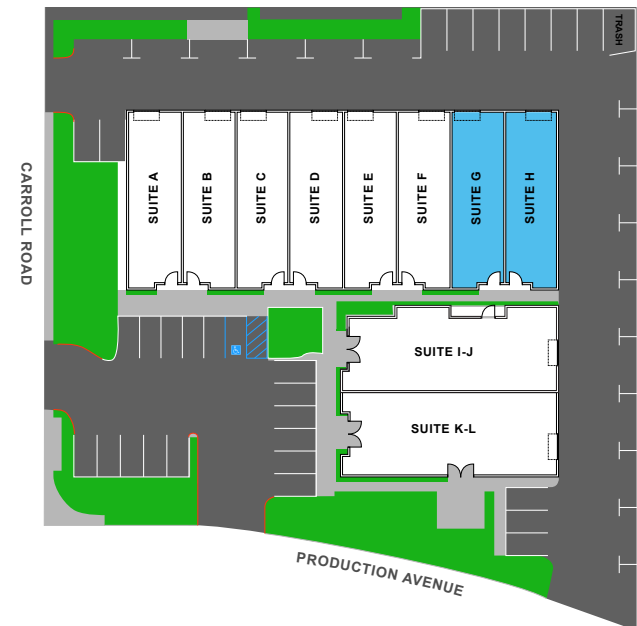 TRASH
CARROLL ROAD
SUITE A
SUITE B
SUITE C
SUITE D
SUITE E
SUITE F
SUITE G
SUITE H
SUITE I-J
SUITE K-L
PRODUCTION AVENUE